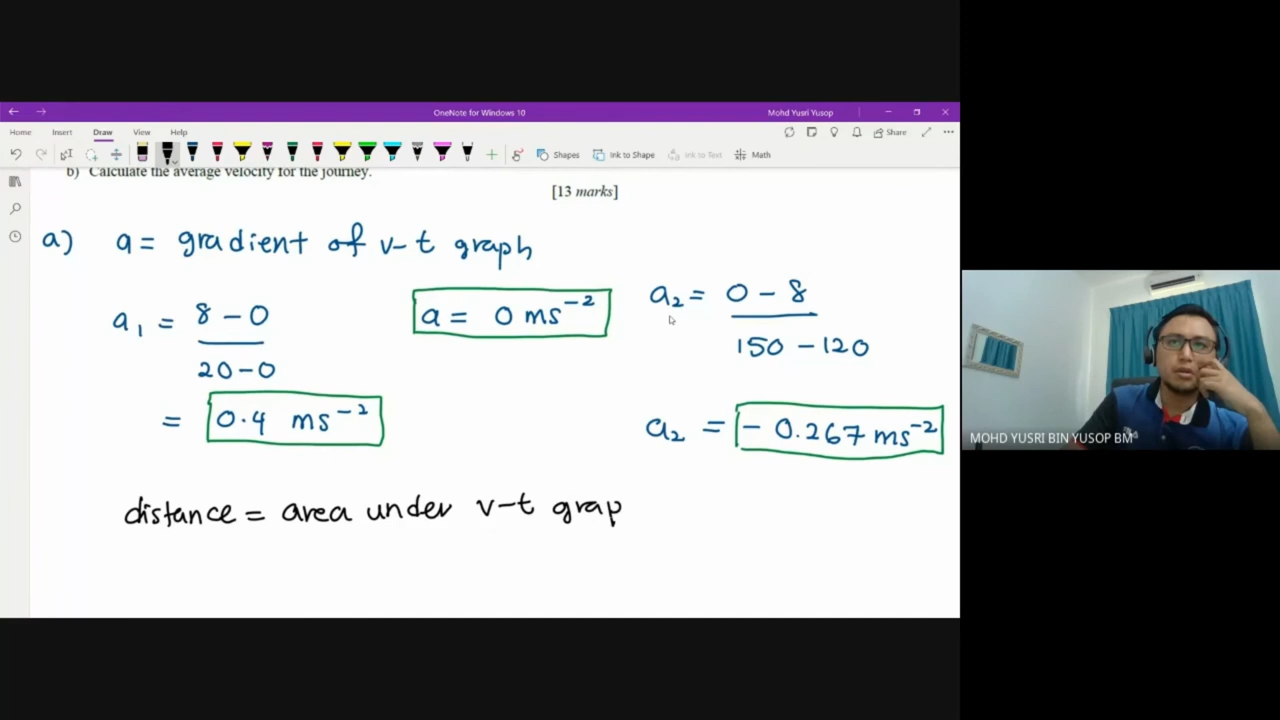 OneNote for Windows 10
Mohd Yusri Yusop
Home Insert Draw View Help
Share
Shapes Ink to Shape Ink to Text Math
b) Calculate the average velocity for the journey.
[13 marks]
a) a = gradient of v-t graph
a₁ = 8 - 0
20 - 0
= 0.4 ms⁻²
a = 0 ms⁻²
a₂ = 0 - 8
150 - 120
a₂ = - 0.267 ms⁻²
distance = area under v-t grap
MOHD YUSRI BIN YUSOP BM